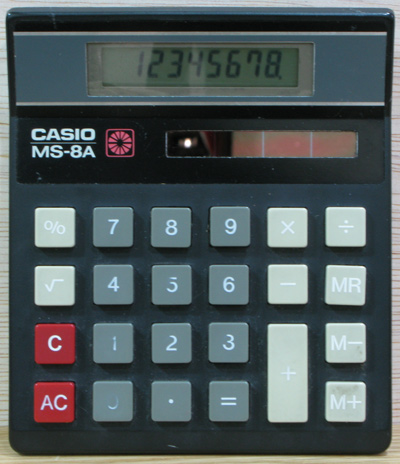 12345678.
CASIO
MS-8A
% 7 8 9 × ÷
√ 4 5 6 − MR
C 1 2 3 M−
AC 0 · = + M+